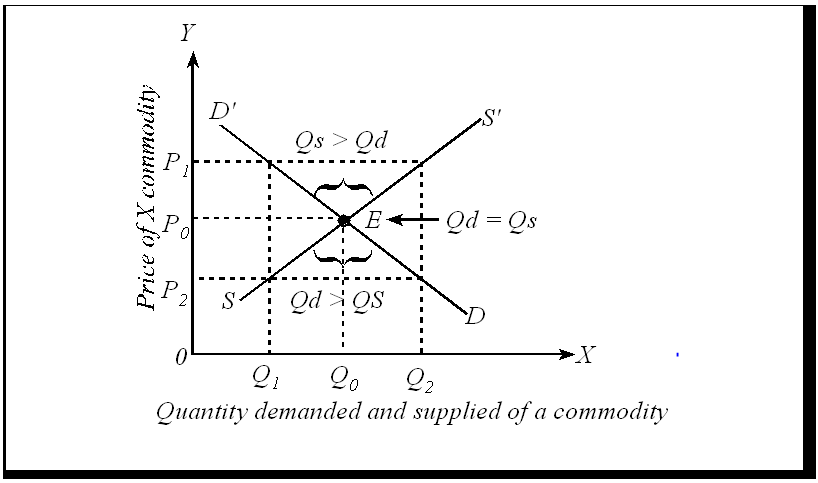 Y
Price of X commodity
D'
S'
Qs > Qd
P1
P0
E
Qd = Qs
P2
S
Qd > QS
D
0
X
Q1
Q0
Q2
Quantity demanded and supplied of a commodity